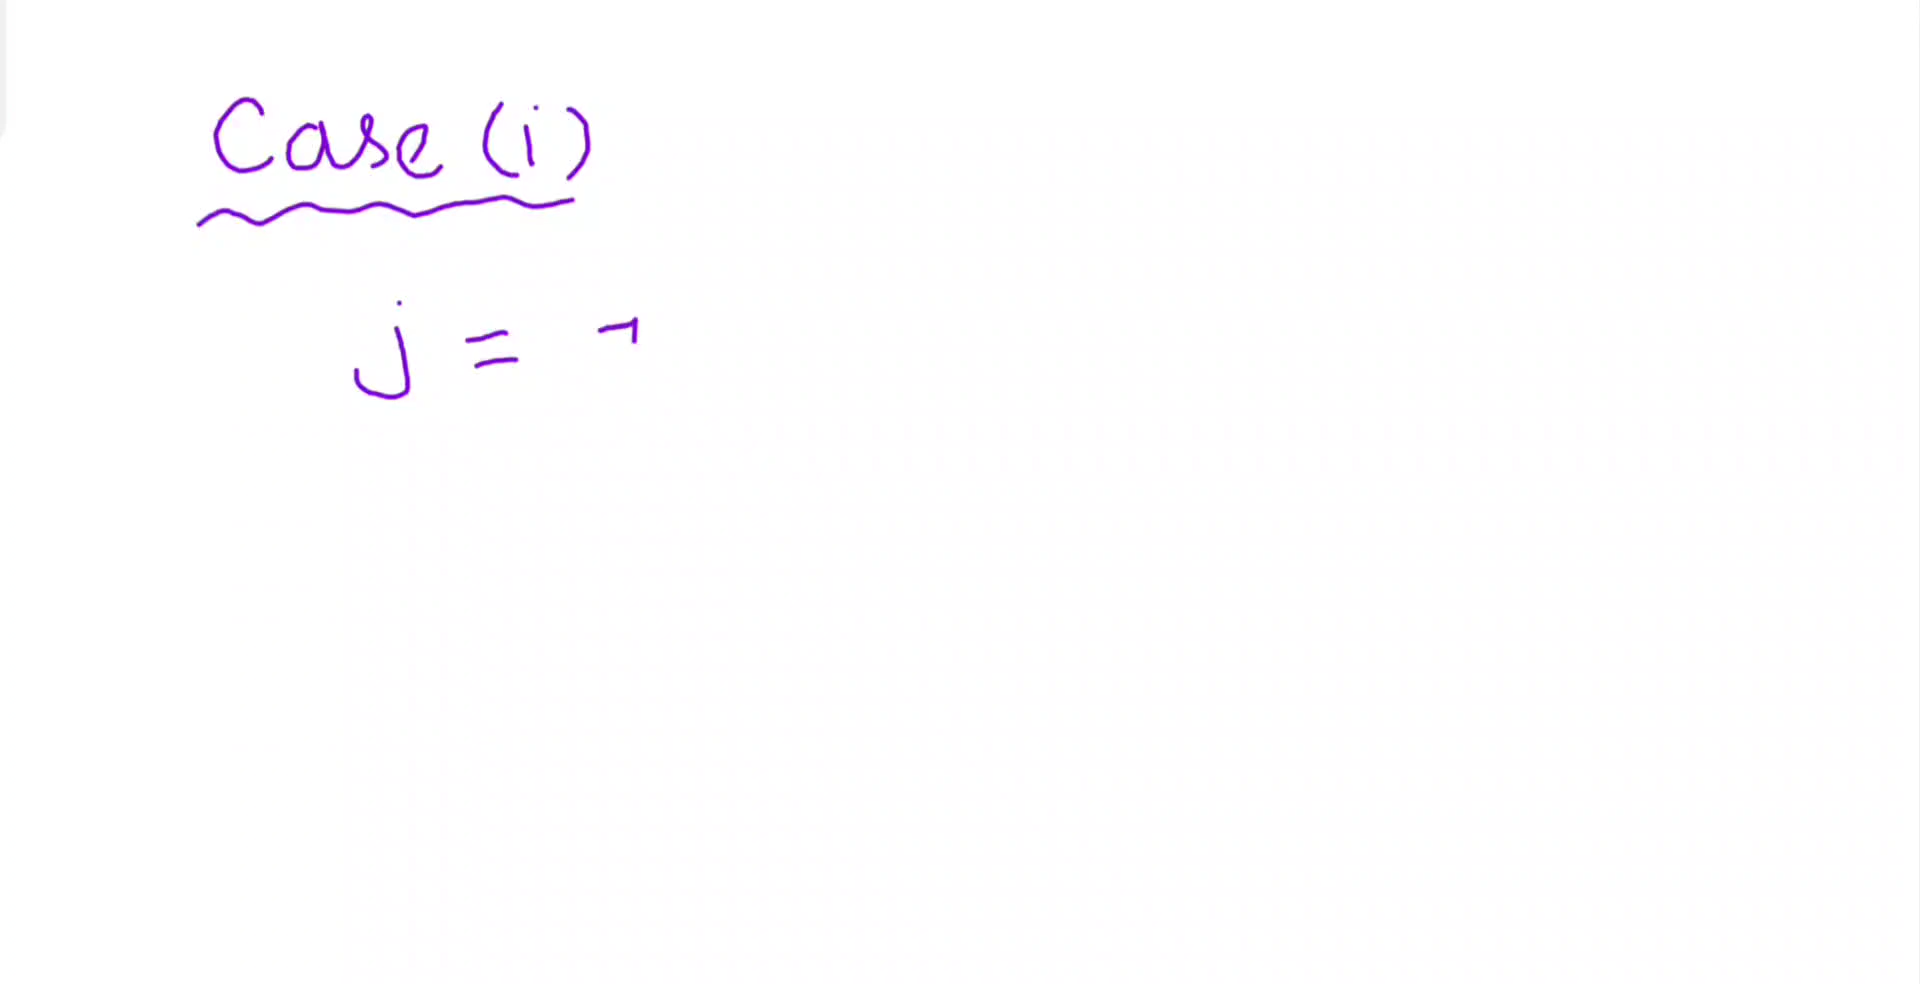 Case (i)
j =